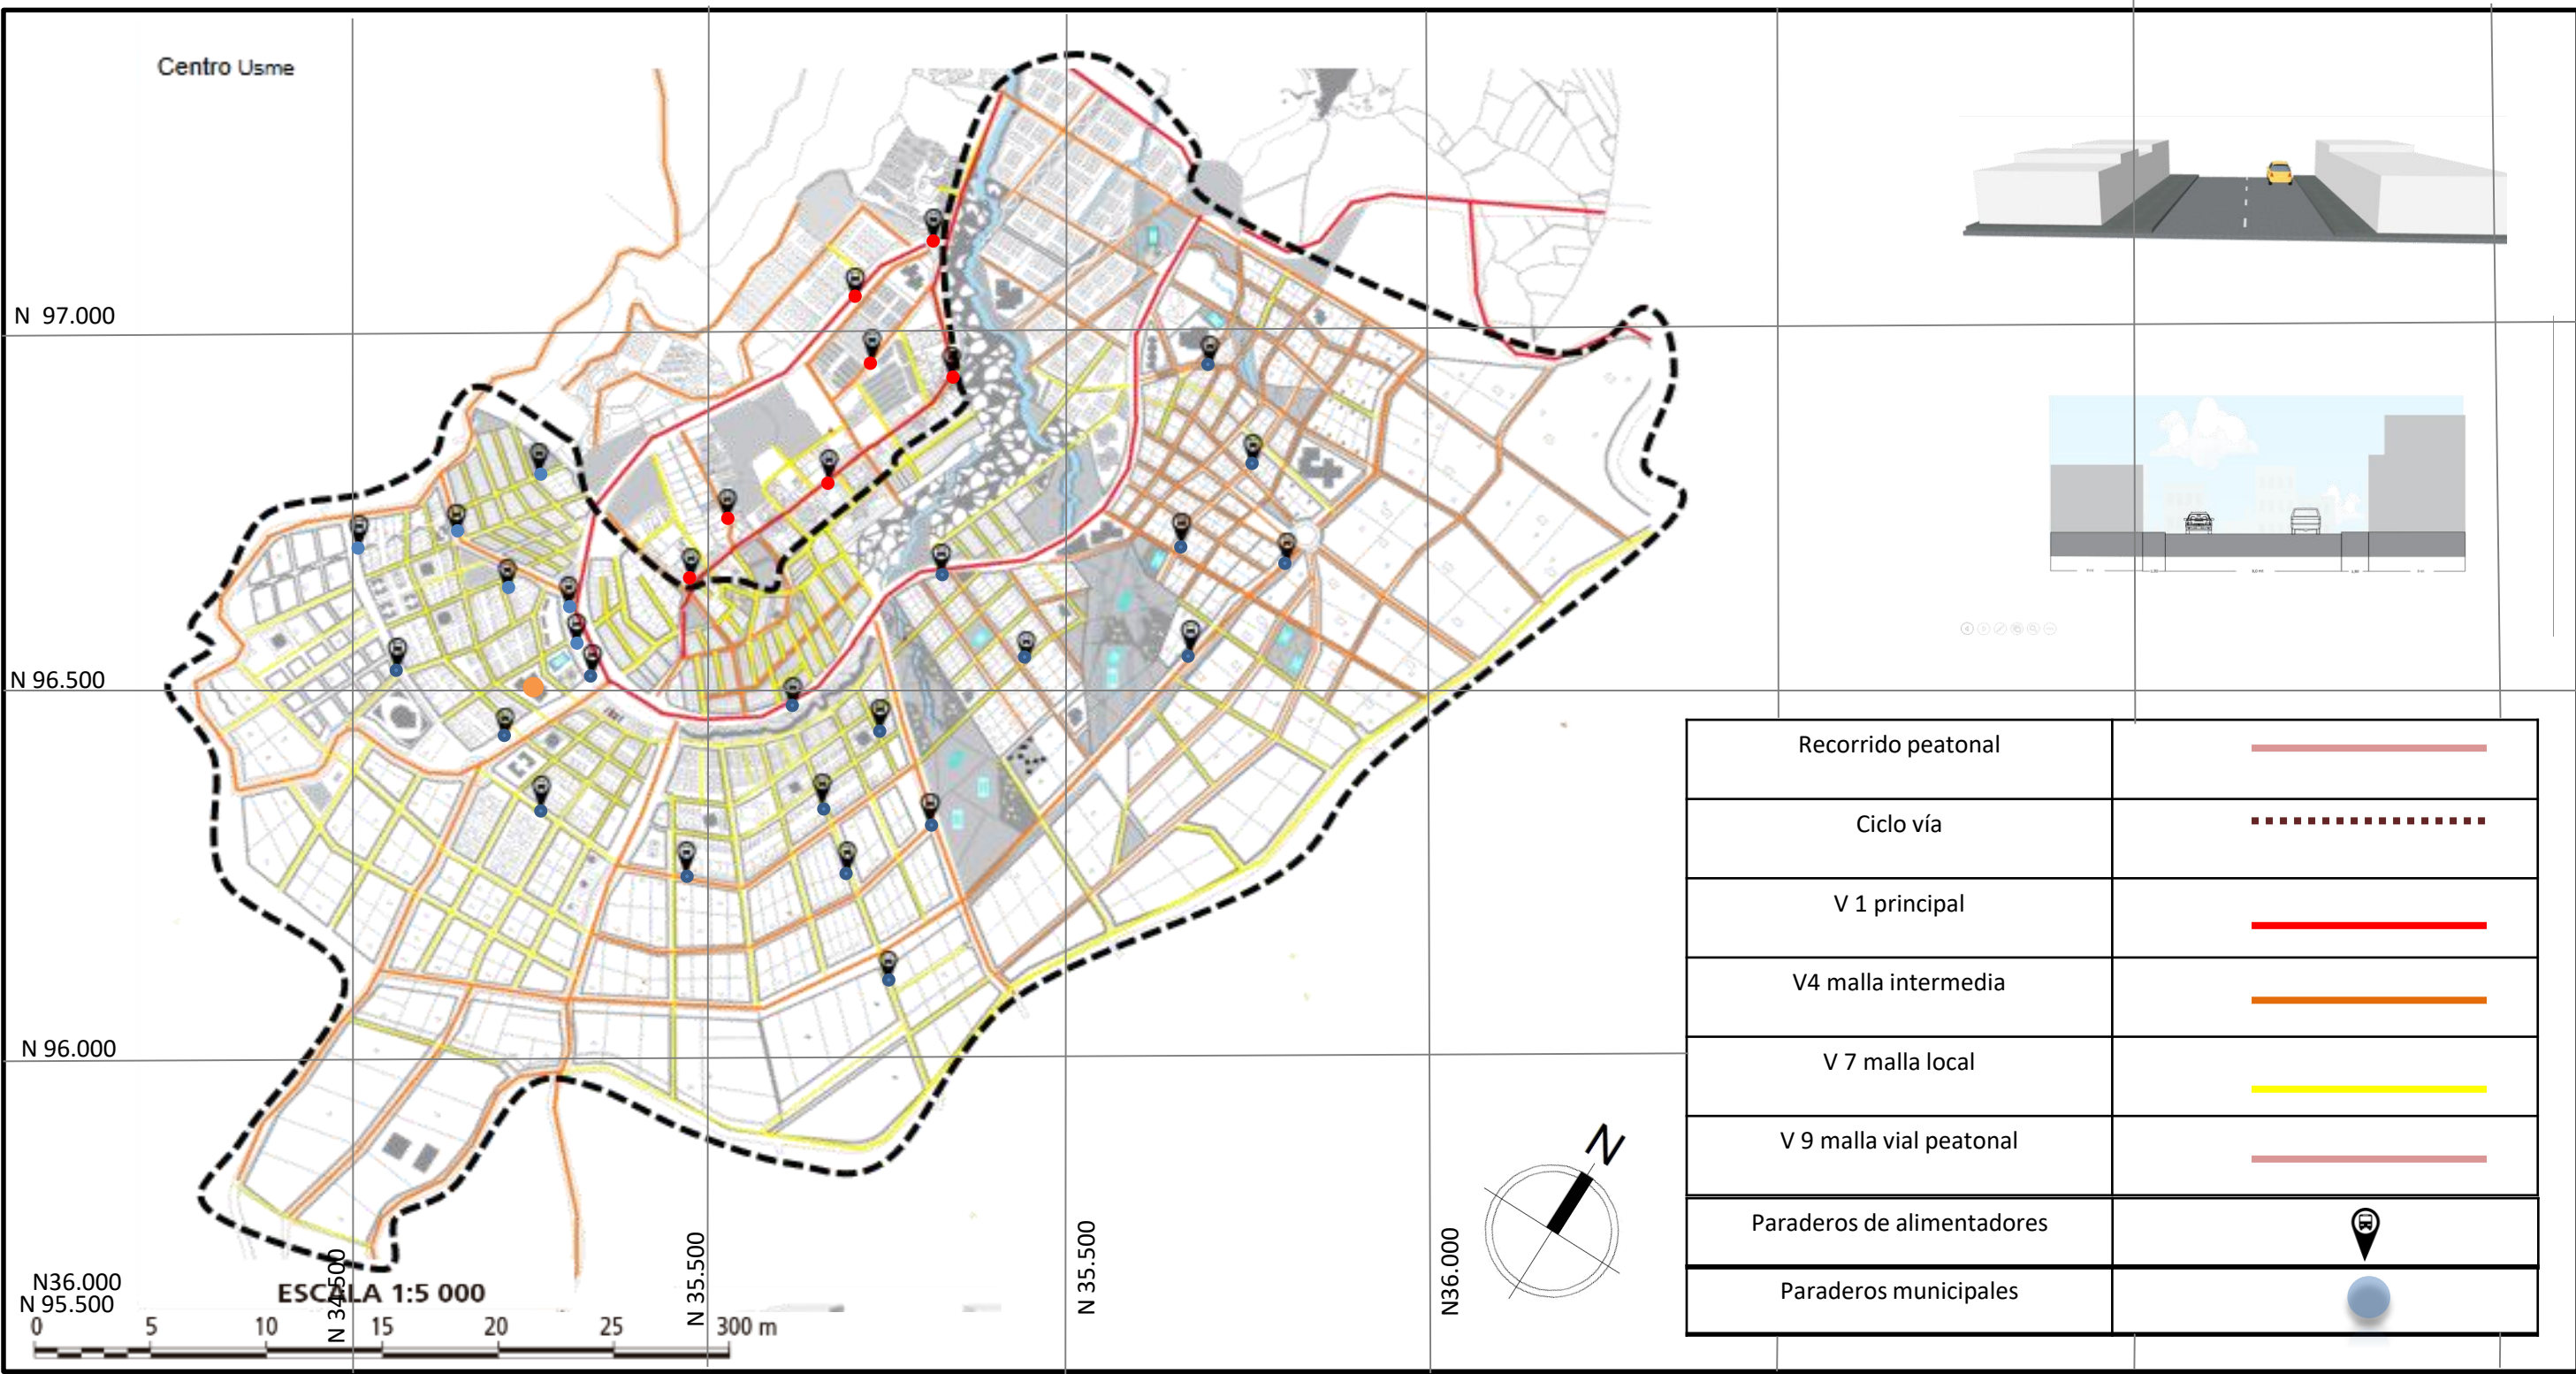 Centro Usme
N 97.000
N 96.500
N 96.000
N36.000
N 95.500
ESCALA 1:5 000
0 5 10 15 20 25 300 m
N 34.500
N 35.500
N 35.500
N36.000
N
Recorrido peatonal
Ciclo vía
V 1 principal
V4 malla intermedia
V 7 malla local
V 9 malla vial peatonal
Paraderos de alimentadores
Paraderos municipales